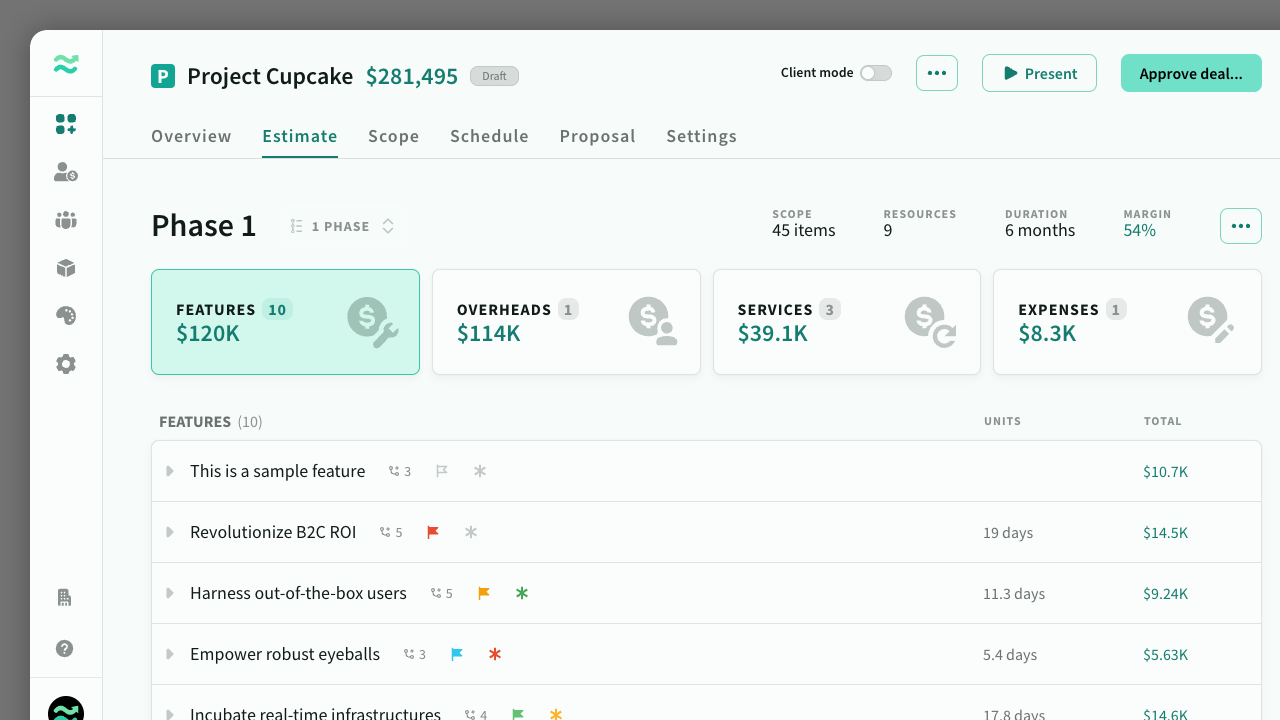 P Project Cupcake $281,495 Draft
Client mode ••• Present Approve deal...
Overview Estimate Scope Schedule Proposal Settings
Phase 1 1 PHASE
SCOPE RESOURCES DURATION MARGIN
45 items 9 6 months 54%
FEATURES 10 OVERHEADS 1 SERVICES 3 EXPENSES 1
$120K $114K $39.1K $8.3K
FEATURES (10) UNITS TOTAL
This is a sample feature 3 $10.7K
Revolutionize B2C ROI 5 19 days $14.5K
Harness out-of-the-box users 5 11.3 days $9.24K
Empower robust eyeballs 3 5.4 days $5.63K
Incubate real-time infrastructures 4 17.8 days $14.6K